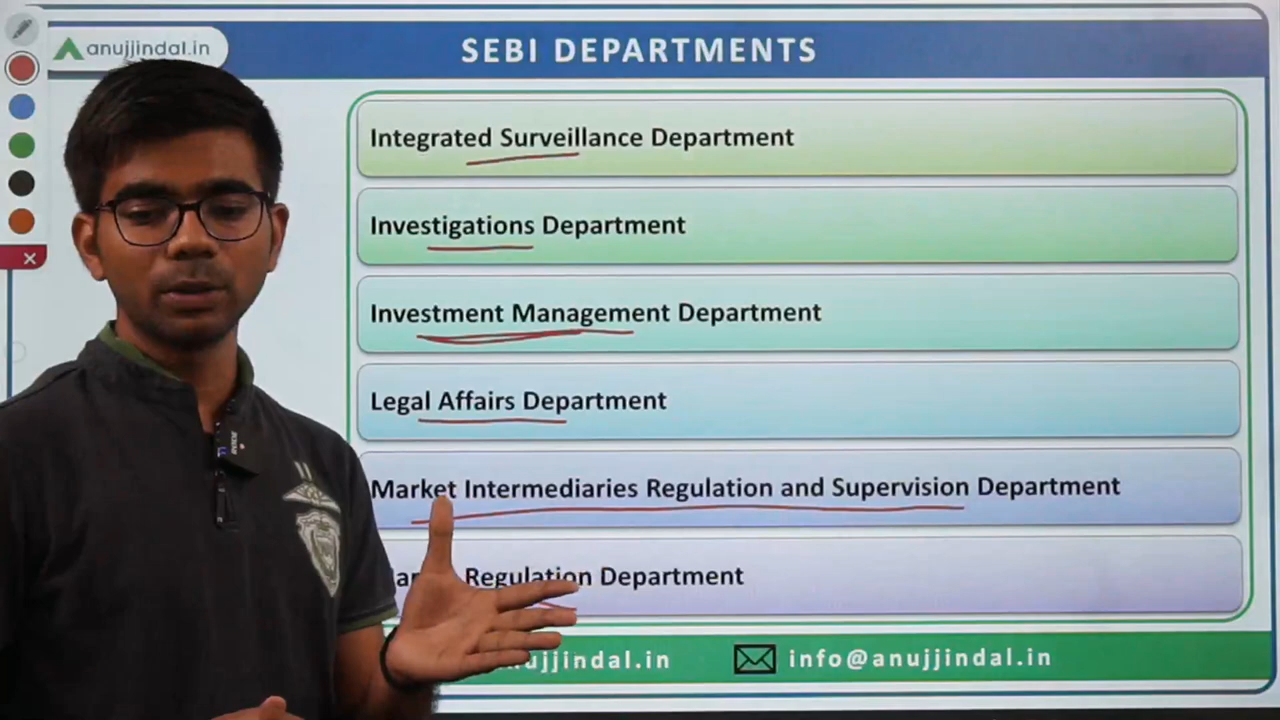 anujjindal.in
SEBI DEPARTMENTS
Integrated Surveillance Department
Investigations Department
Investment Management Department
Legal Affairs Department
Market Intermediaries Regulation and Supervision Department
Regulation Department
info@anujjindal.in